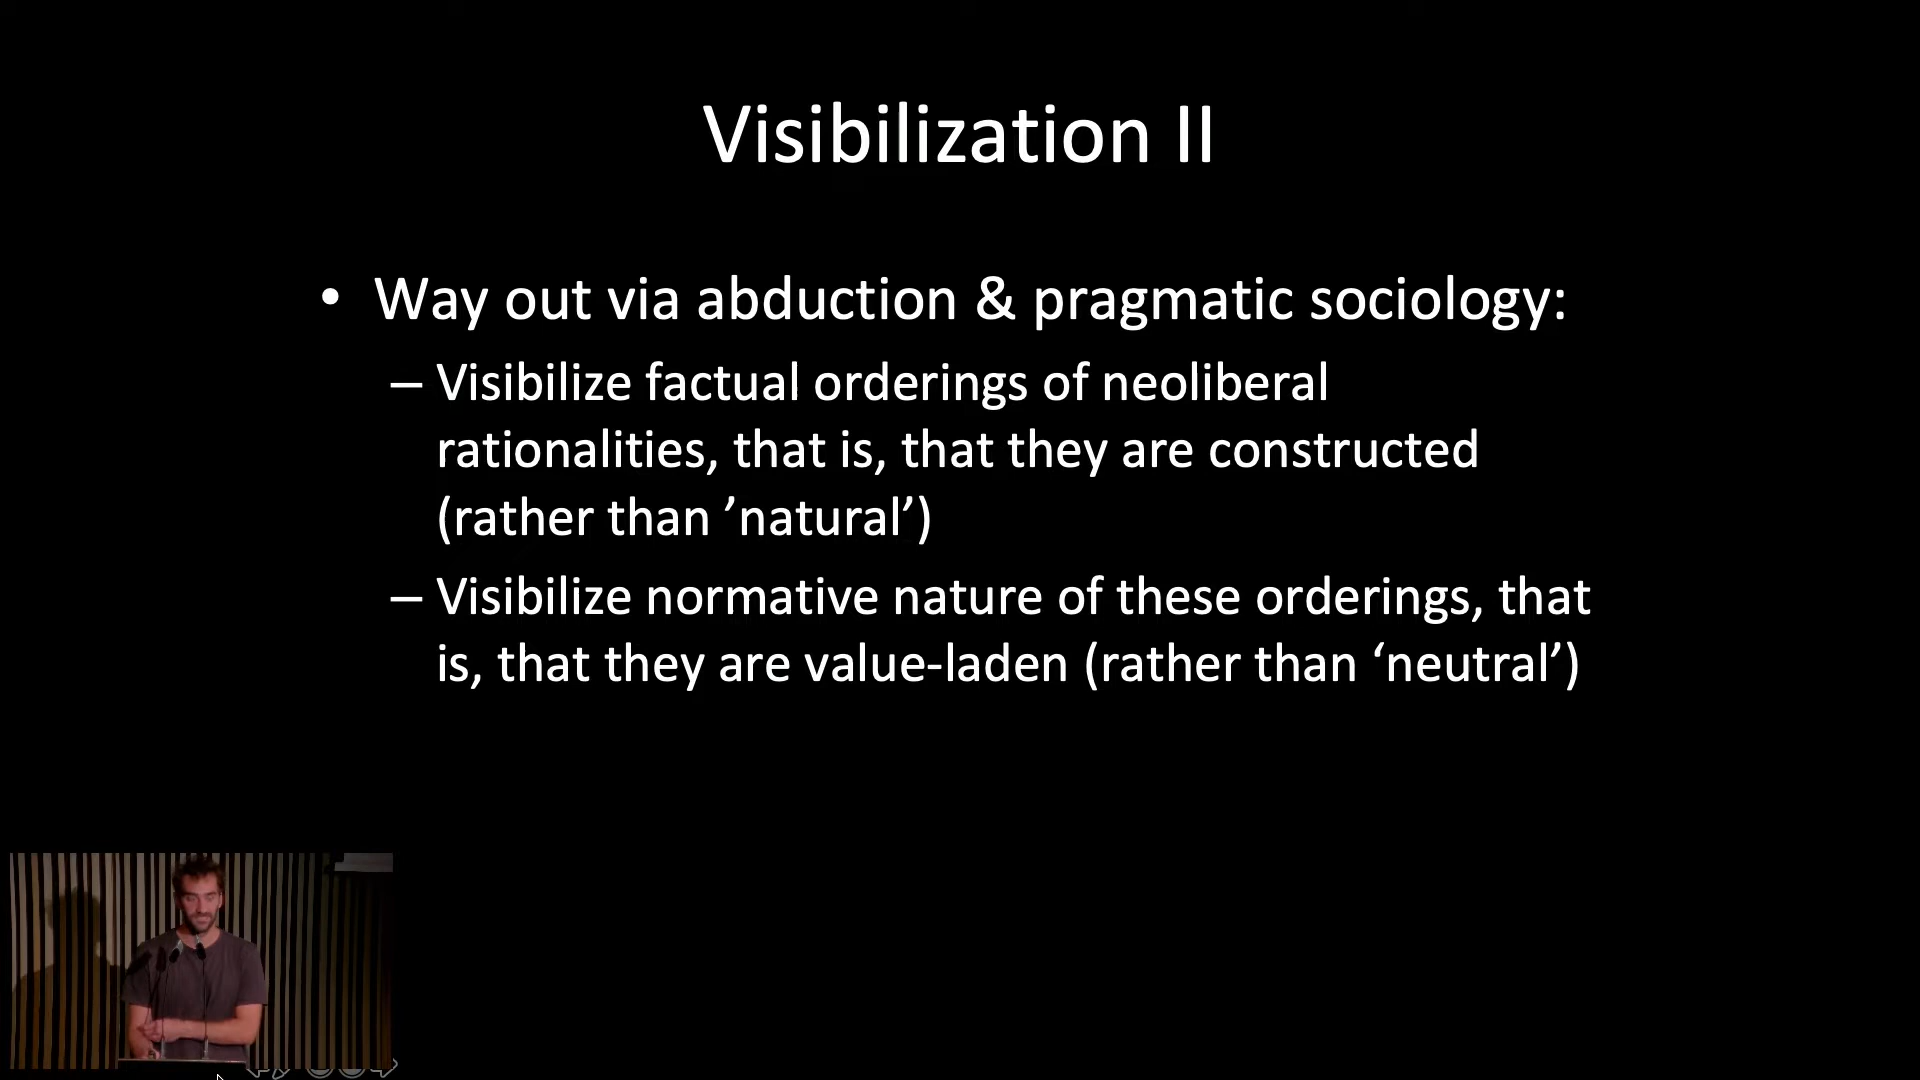 Visibilization II
• Way out via abduction & pragmatic sociology:
– Visibilize factual orderings of neoliberal
rationalities, that is, that they are constructed
(rather than ’natural’)
– Visibilize normative nature of these orderings, that
is, that they are value-laden (rather than ‘neutral’)